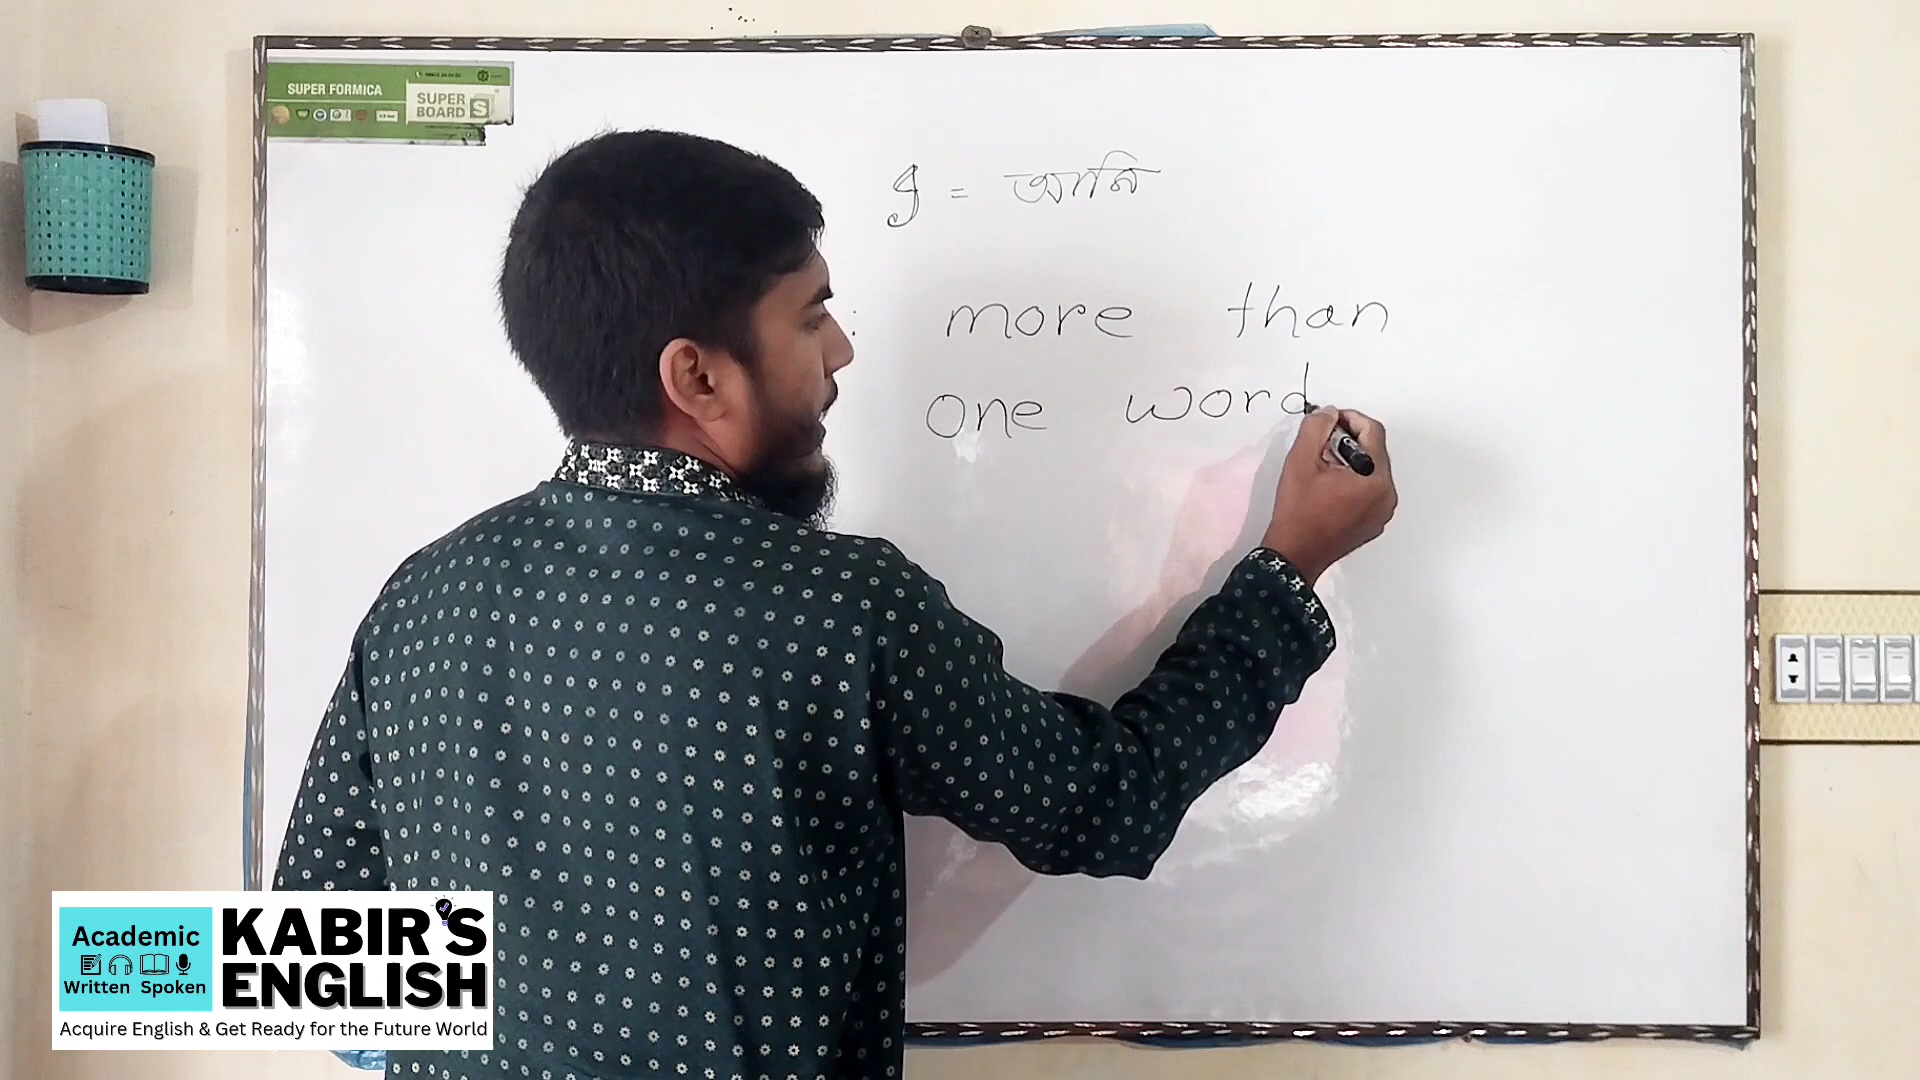 SUPER FORMICA
SUPER
BOARD S
I = আমি
: more than
one word
Academic
Written Spoken
KABIR'S
ENGLISH
Acquire English & Get Ready for the Future World